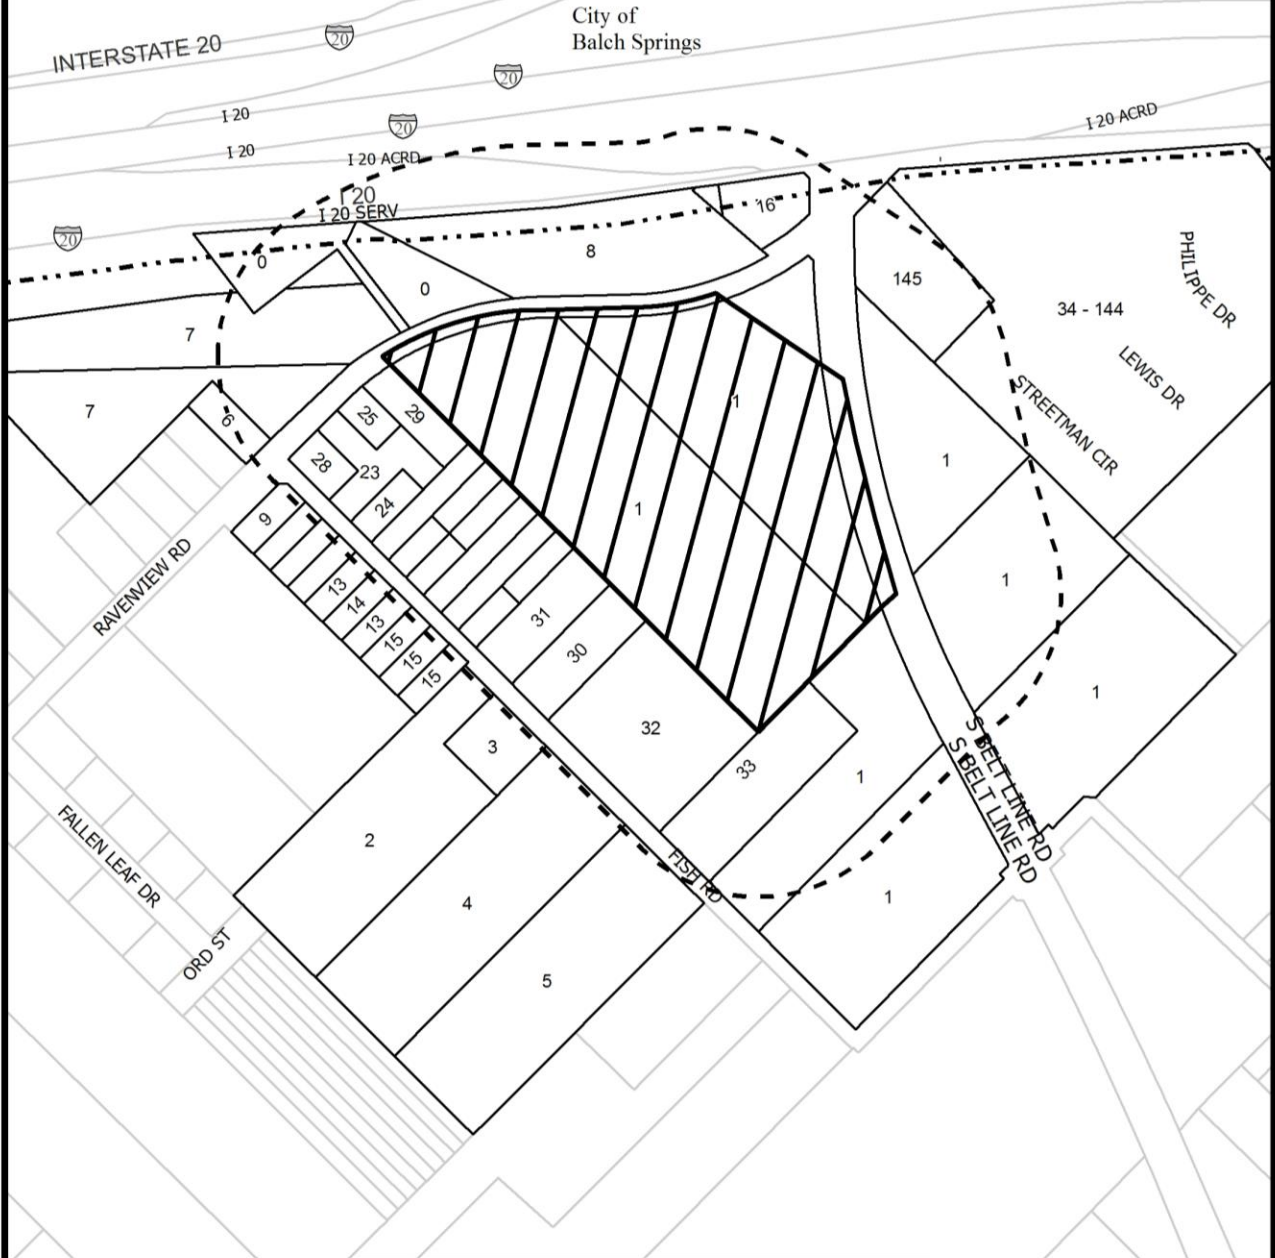 City of
Balch Springs
INTERSTATE 20
20
20
I 20
20
I 20 ACRD
I 20
I 20 ACRD
I 20
I 20 SERV
16
20
0
8
0
145
34 - 144
PHILIPPE DR
7
LEWIS DR
7
6
25
29
1
STREETMAN CIR
28
23
24
1
1
9
RAVENVIEW RD
13
14
13
15
15
15
14
31
30
1
32
1
3
33
1
S BELT LINE RD
S BELT LINE RD
2
FALLEN LEAF DR
FISH RD
4
1
ORD ST
5